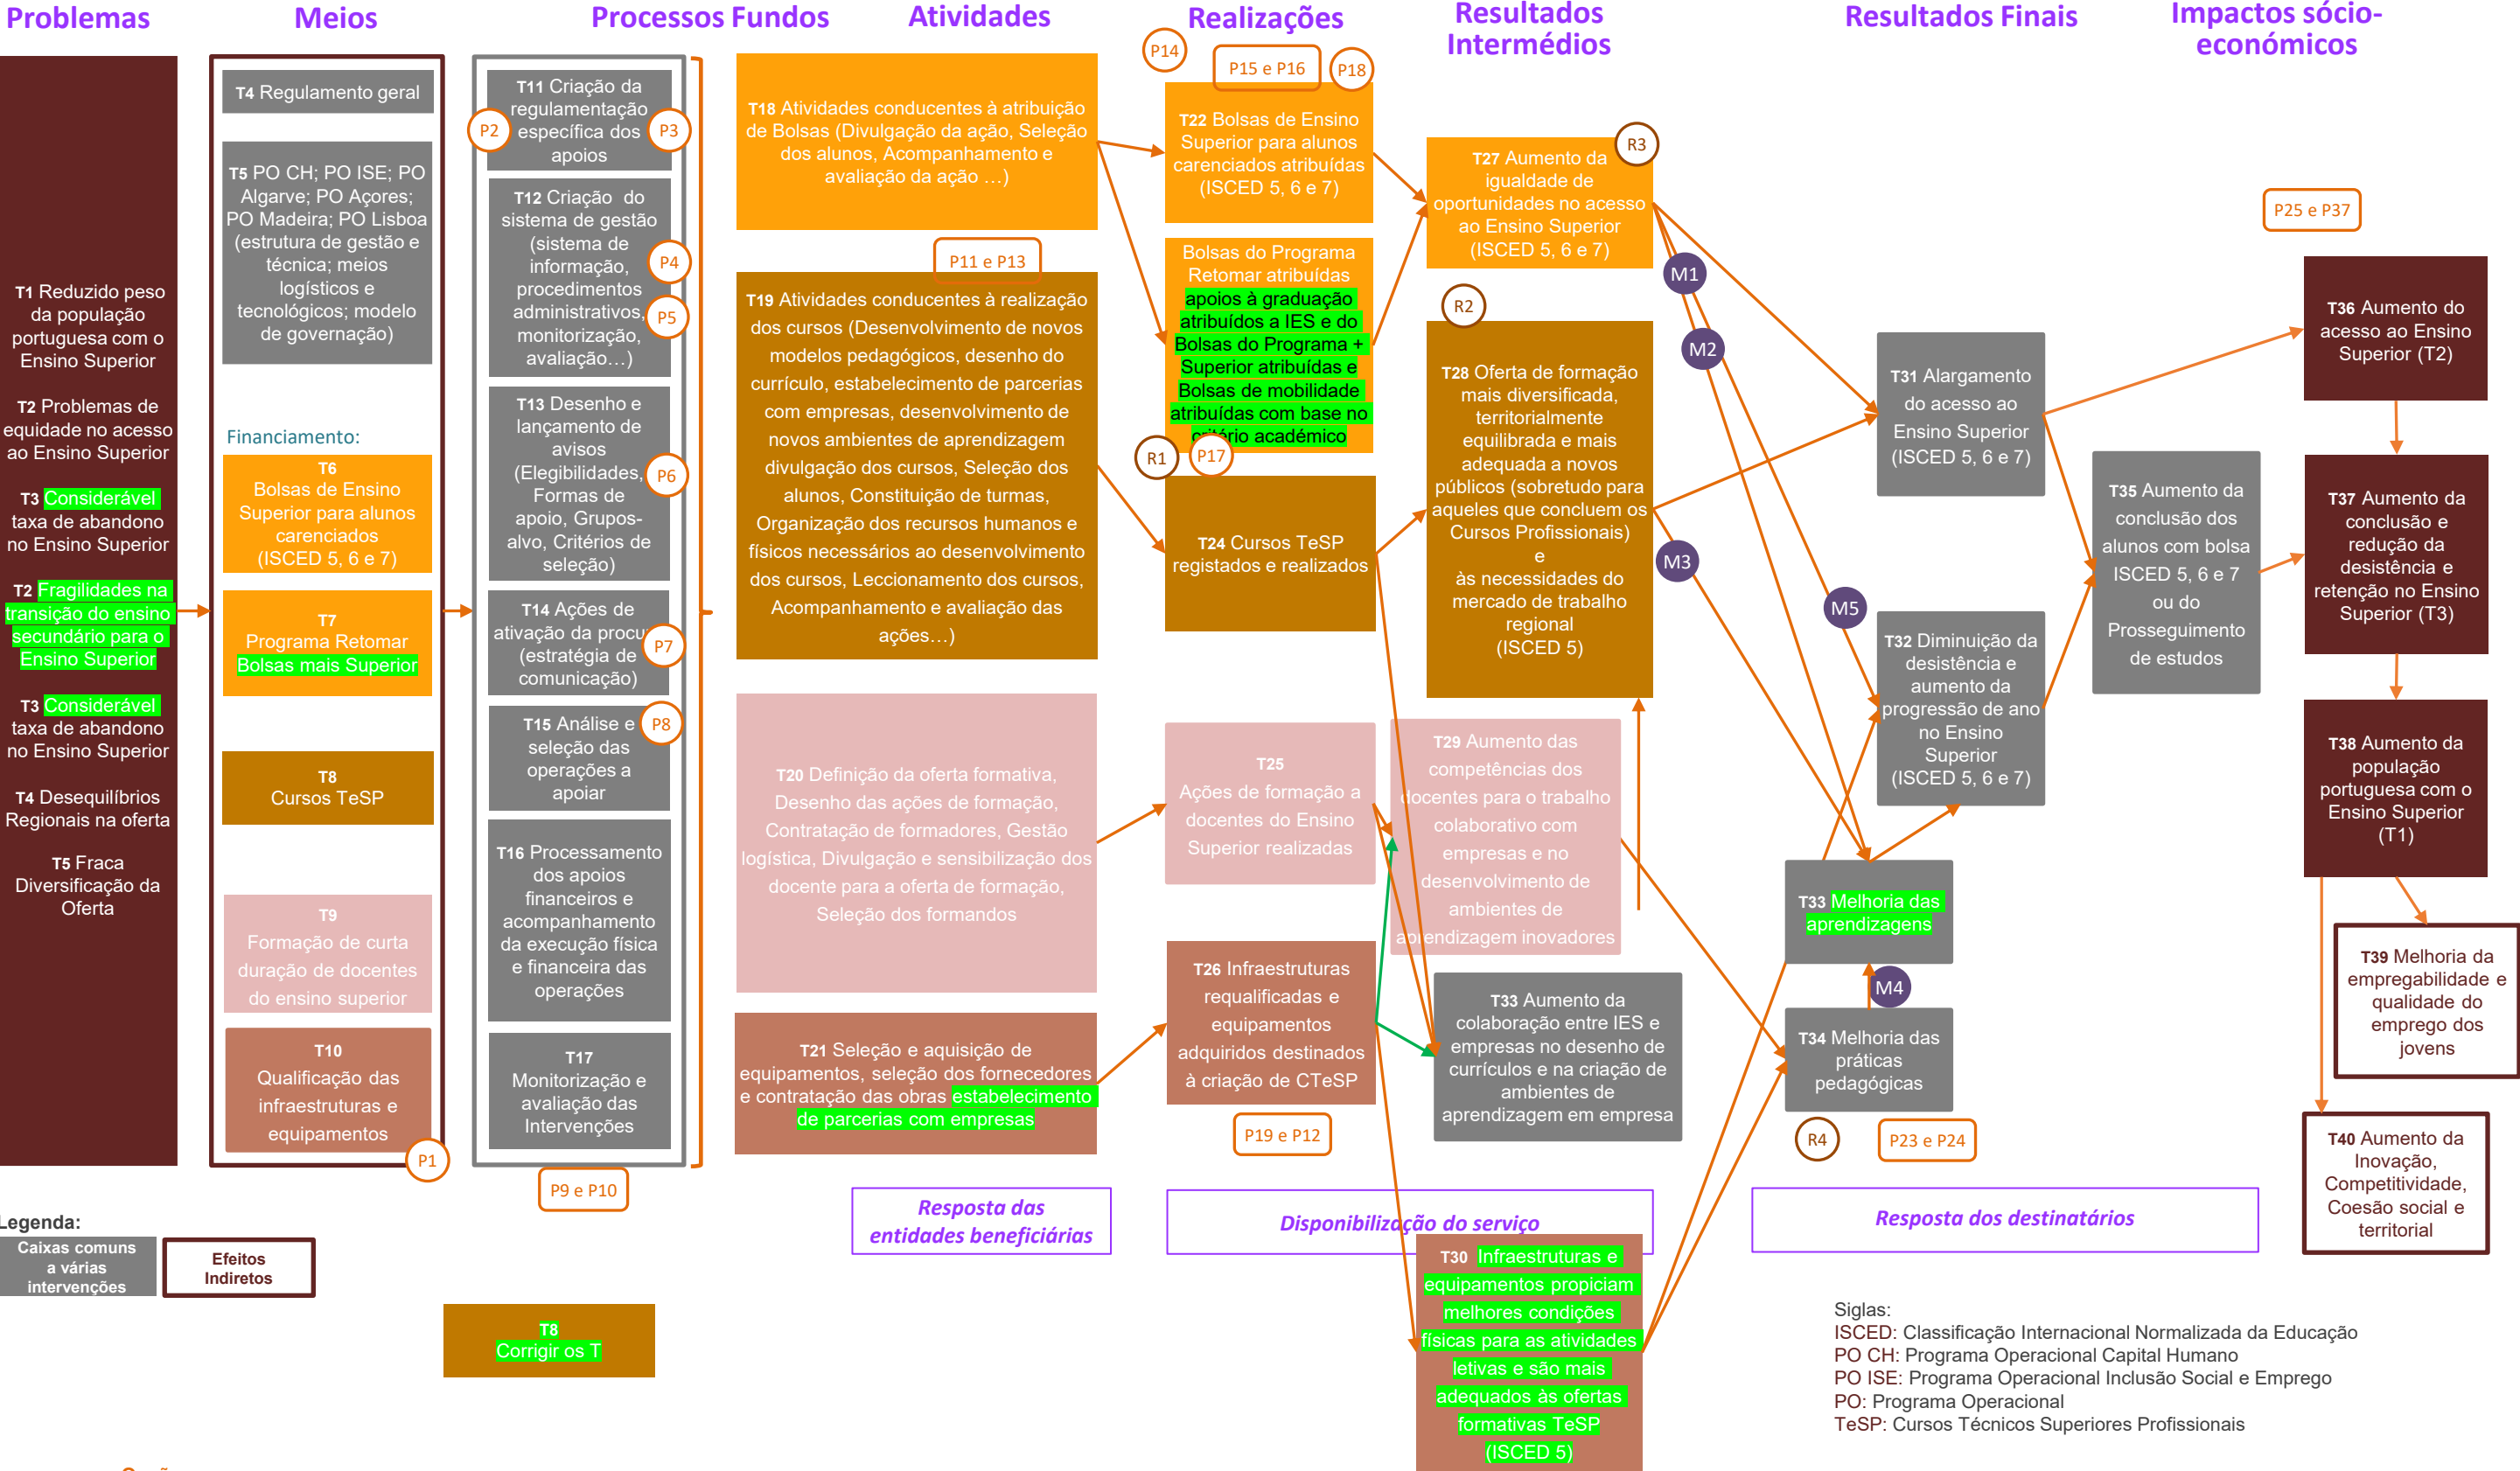 Problemas
Meios
Processos Fundos
Atividades
Realizações
Resultados
Intermédios
Resultados Finais
Impactos sócio-
económicos
T1 Reduzido peso
da população
portuguesa com o
Ensino Superior
T2 Problemas de
equidade no acesso
ao Ensino Superior
T3 Considerável
taxa de abandono
no Ensino Superior
T2 Fragilidades na
transição do ensino
secundário para o
Ensino Superior
T3 Considerável
taxa de abandono
no Ensino Superior
T4 Desequilíbrios
Regionais na oferta
T5 Fraca
Diversificação da
Oferta
T4 Regulamento geral
T5 PO CH; PO ISE; PO
Algarve; PO Açores;
PO Madeira; PO Lisboa
(estrutura de gestão e
técnica; meios
logísticos e
tecnológicos; modelo
de governação)
Financiamento:
T6
Bolsas de Ensino
Superior para alunos
carenciados
(ISCED 5, 6 e 7)
T7
Programa Retomar
Bolsas mais Superior
T8
Cursos TeSP
T9
Formação de curta
duração de docentes
do ensino superior
T10
Qualificação das
infraestruturas e
equipamentos
P1
T11 Criação da
regulamentação
específica dos
apoios
P2
P3
T12 Criação do
sistema de gestão
(sistema de
informação,
procedimentos
administrativos,
monitorização,
avaliação…)
P4
P5
T13 Desenho e
lançamento de
avisos
(Elegibilidades,
Formas de
apoio, Grupos-
alvo, Critérios de
seleção)
P6
T14 Ações de
ativação da procu
(estratégia de
comunicação)
P7
T15 Análise e
seleção das
operações a
apoiar
P8
T16 Processamento
dos apoios
financeiros e
acompanhamento
da execução física
e financeira das
operações
T17
Monitorização e
avaliação das
Intervenções
P9 e P10
T18 Atividades conducentes à atribuição
de Bolsas (Divulgação da ação, Seleção
dos alunos, Acompanhamento e
avaliação da ação …)
P11 e P13
T19 Atividades conducentes à realização
dos cursos (Desenvolvimento de novos
modelos pedagógicos, desenho do
currículo, estabelecimento de parcerias
com empresas, desenvolvimento de
novos ambientes de aprendizagem
divulgação dos cursos, Seleção dos
alunos, Constituição de turmas,
Organização dos recursos humanos e
físicos necessários ao desenvolvimento
dos cursos, Leccionamento dos cursos,
Acompanhamento e avaliação das
ações…)
T20 Definição da oferta formativa,
Desenho das ações de formação,
Contratação de formadores, Gestão
logística, Divulgação e sensibilização dos
docente para a oferta de formação,
Seleção dos formandos
T21 Seleção e aquisição de
equipamentos, seleção dos fornecedores
e contratação das obras estabelecimento
de parcerias com empresas
Resposta das
entidades beneficiárias
P14
P15 e P16
P18
T22 Bolsas de Ensino
Superior para alunos
carenciados atribuídas
(ISCED 5, 6 e 7)
Bolsas do Programa
Retomar atribuídas
apoios à graduação
atribuídos a IES e do
Bolsas do Programa +
Superior atribuídas e
Bolsas de mobilidade
atribuídas com base no
critério académico
R1
P17
T24 Cursos TeSP
registados e realizados
T25
Ações de formação a
docentes do Ensino
Superior realizadas
T26 Infraestruturas
requalificadas e
equipamentos
adquiridos destinados
à criação de CTeSP
P19 e P12
Disponibilização do serviço
R3
T27 Aumento da
igualdade de
oportunidades no acesso
ao Ensino Superior
(ISCED 5, 6 e 7)
R2
T28 Oferta de formação
mais diversificada,
territorialmente
equilibrada e mais
adequada a novos
públicos (sobretudo para
aqueles que concluem os
Cursos Profissionais)
e
às necessidades do
mercado de trabalho
regional
(ISCED 5)
T29 Aumento das
competências dos
docentes para o trabalho
colaborativo com
empresas e no
desenvolvimento de
ambientes de
aprendizagem inovadores
T33 Aumento da
colaboração entre IES e
empresas no desenho de
currículos e na criação de
ambientes de
aprendizagem em empresa
T30 Infraestruturas e
equipamentos propiciam
melhores condições
físicas para as atividades
letivas e são mais
adequados às ofertas
formativas TeSP
(ISCED 5)
M1
M2
M3
M5
M4
T31 Alargamento
do acesso ao
Ensino Superior
(ISCED 5, 6 e 7)
T32 Diminuição da
desistência e
aumento da
progressão de ano
no Ensino
Superior
(ISCED 5, 6 e 7)
T33 Melhoria das
aprendizagens
T34 Melhoria das
práticas
pedagógicas
R4
P23 e P24
Resposta dos destinatários
T35 Aumento da
conclusão dos
alunos com bolsa
ISCED 5, 6 e 7
ou do
Prosseguimento
de estudos
P25 e P37
T36 Aumento do
acesso ao Ensino
Superior (T2)
T37 Aumento da
conclusão e
redução da
desistência e
retenção no Ensino
Superior (T3)
T38 Aumento da
população
portuguesa com o
Ensino Superior
(T1)
T39 Melhoria da
empregabilidade e
qualidade do
emprego dos
jovens
T40 Aumento da
Inovação,
Competitividade,
Coesão social e
territorial
Legenda:
Caixas comuns
a várias
intervenções
Efeitos
Indiretos
T8
Corrigir os T
Siglas:
ISCED: Classificação Internacional Normalizada da Educação
PO CH: Programa Operacional Capital Humano
PO ISE: Programa Operacional Inclusão Social e Emprego
PO: Programa Operacional
TeSP: Cursos Técnicos Superiores Profissionais